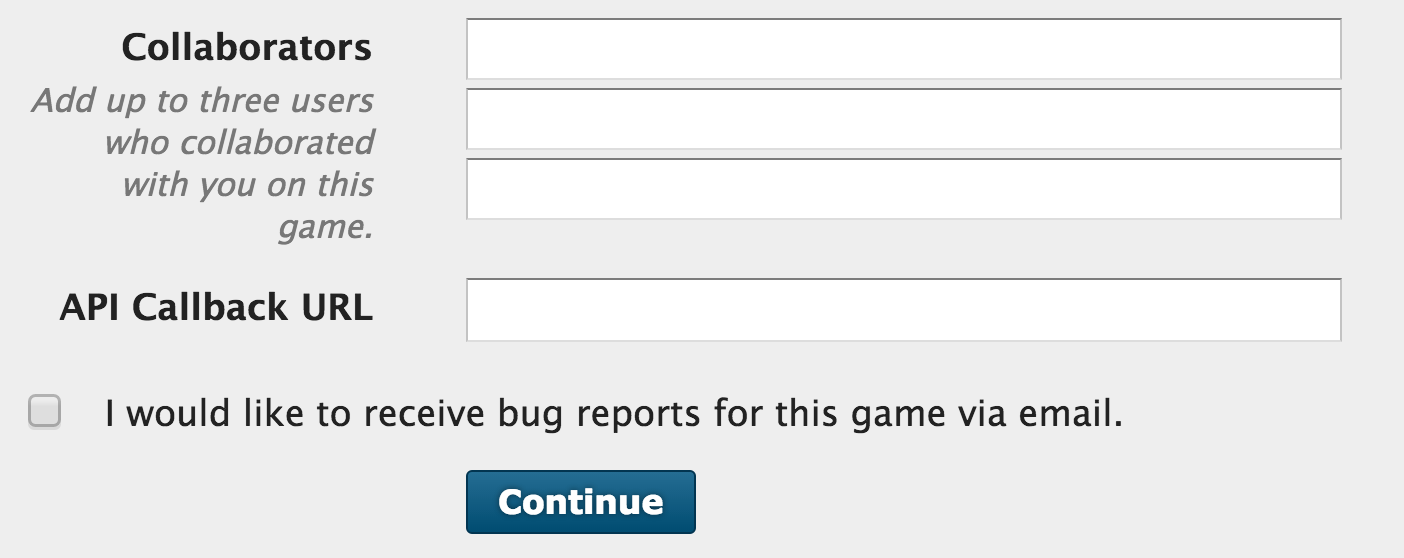 Collaborators
Add up to three users
who collaborated
with you on this
game.
API Callback URL
I would like to receive bug reports for this game via email.
Continue